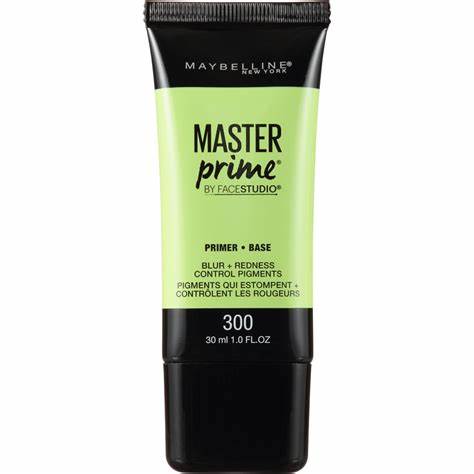 MAYBELLINE®
NEW YORK
MASTER
prime®
BY FACESTUDIO®
PRIMER • BASE
BLUR + REDNESS
CONTROL PIGMENTS
PIGMENTS QUI ESTOMPENT +
CONTRÔLENT LES ROUGEURS
300
30 ml 1.0 FL.OZ